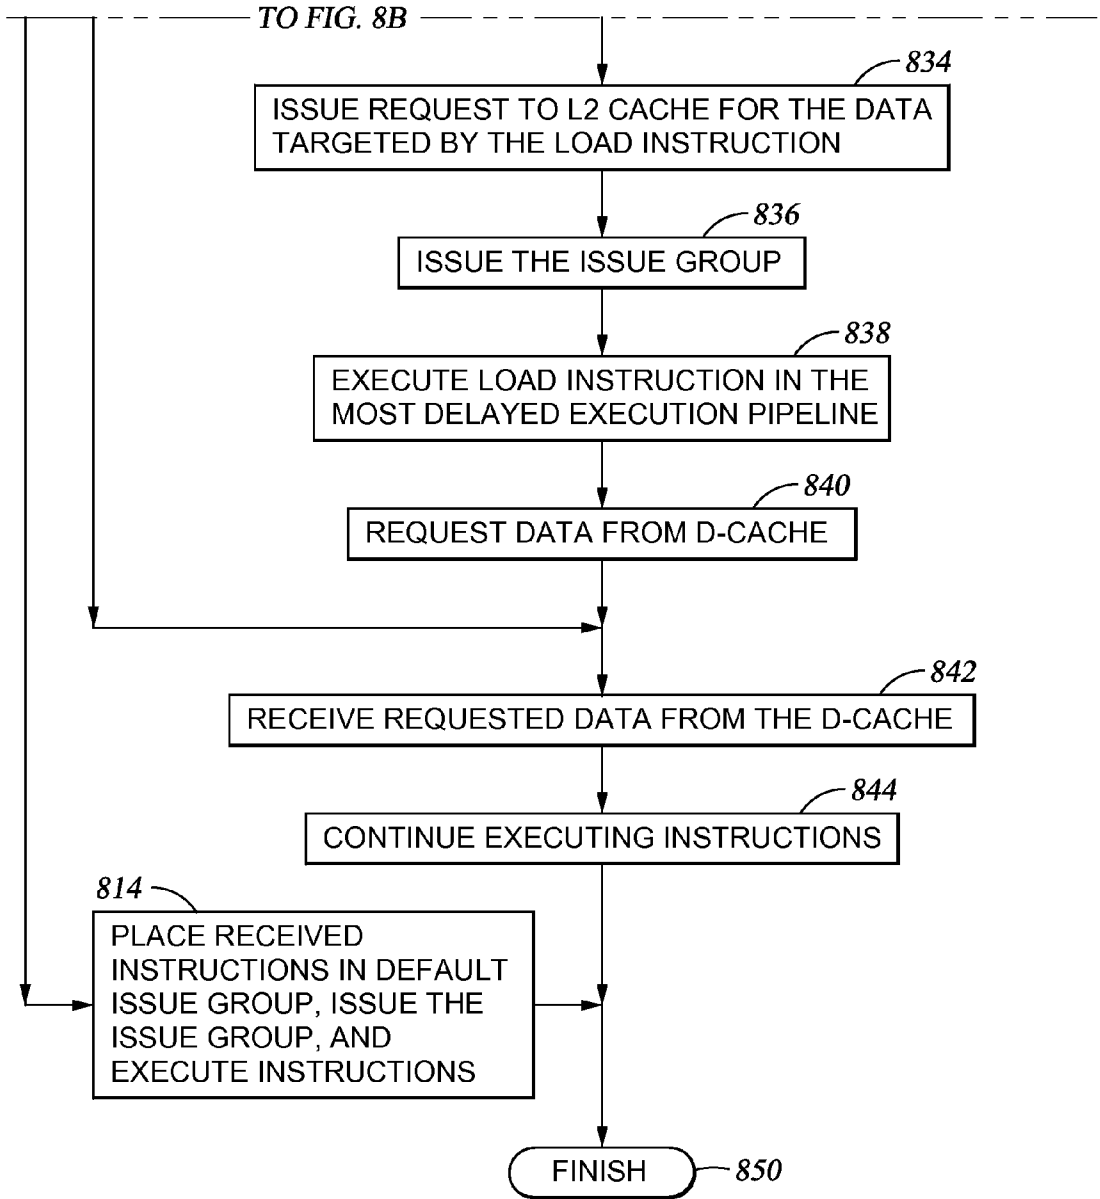 TO FIG. 8B
834
ISSUE REQUEST TO L2 CACHE FOR THE DATA
TARGETED BY THE LOAD INSTRUCTION
836
ISSUE THE ISSUE GROUP
838
EXECUTE LOAD INSTRUCTION IN THE
MOST DELAYED EXECUTION PIPELINE
840
REQUEST DATA FROM D-CACHE
842
RECEIVE REQUESTED DATA FROM THE D-CACHE
844
CONTINUE EXECUTING INSTRUCTIONS
814
PLACE RECEIVED
INSTRUCTIONS IN DEFAULT
ISSUE GROUP, ISSUE THE
ISSUE GROUP, AND
EXECUTE INSTRUCTIONS
FINISH
850